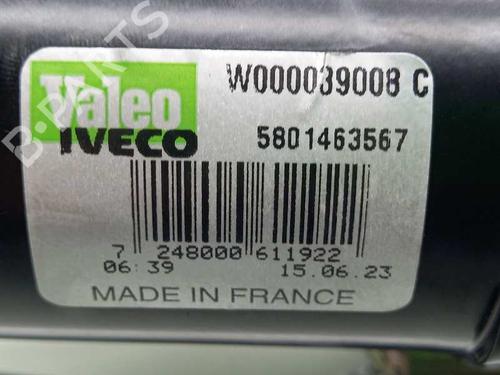 Valeo
W000039008 C
IVECO
5801463567
7 248000 611922
06:39 15.06.23
MADE IN FRANCE
B-PARTS